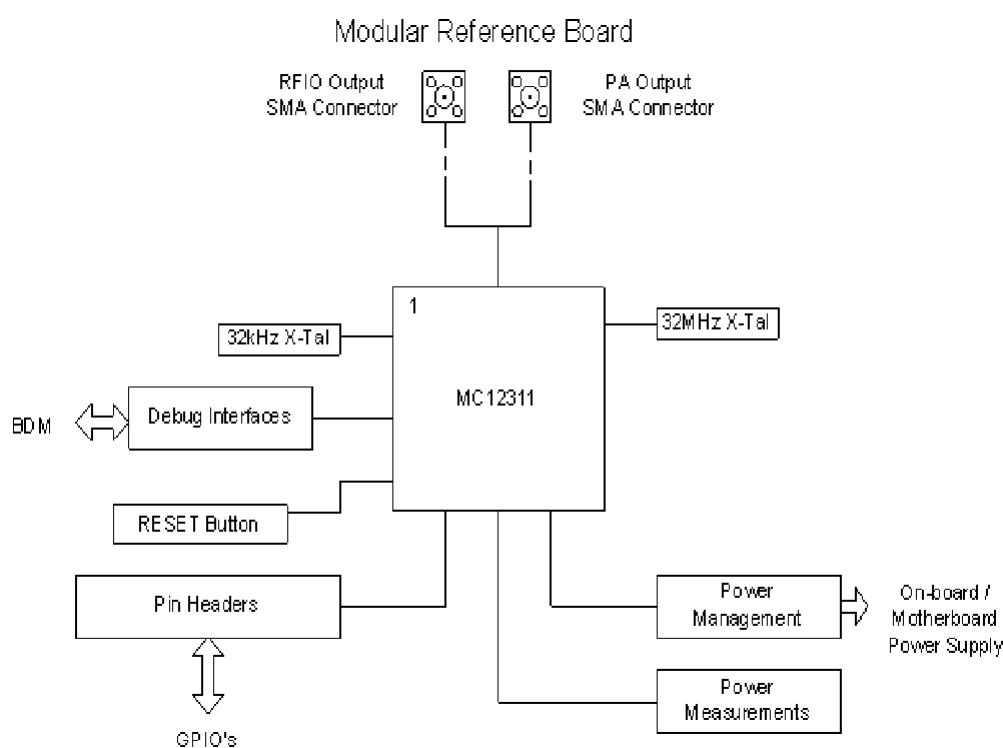 Modular Reference Board
RFIO Output
SMA Connector
PA Output
SMA Connector
1
32kHz X-Tal
32MHz X-Tal
MC12311
BDM
Debug Interfaces
RESET Button
Pin Headers
Power
Management
On-board /
Motherboard
Power Supply
Power
Measurements
GPIO's